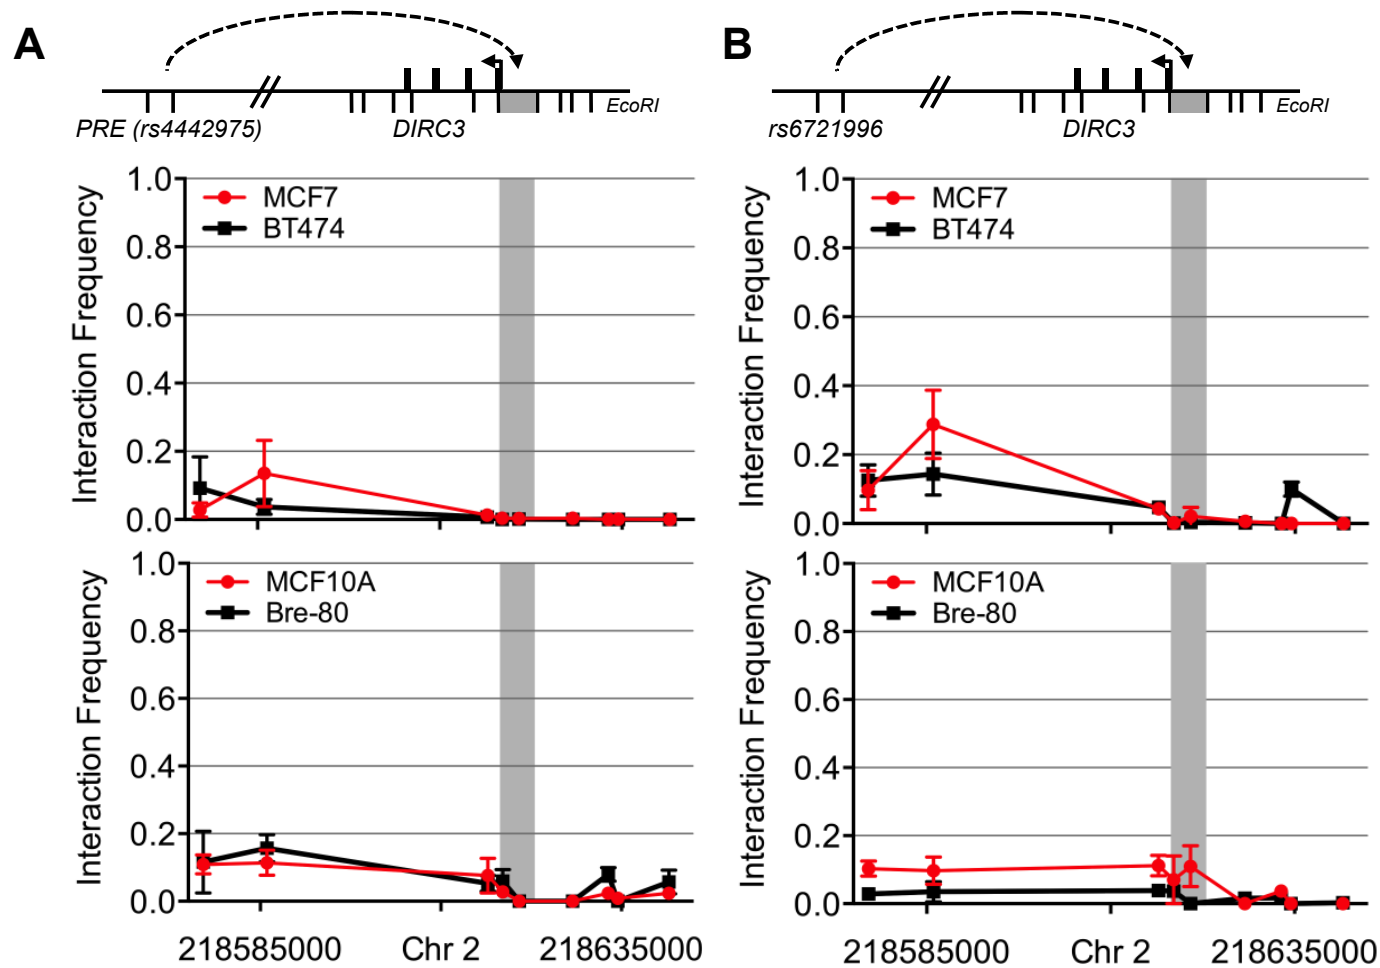 A
PRE (rs4442975)
DIRC3
EcoRI
1.0
0.8
0.6
0.4
0.2
0.0
Interaction Frequency
MCF7
BT474
1.0
0.8
0.6
0.4
0.2
0.0
Interaction Frequency
MCF10A
Bre-80
218585000
Chr 2
218635000
B
rs6721996
DIRC3
EcoRI
1.0
0.8
0.6
0.4
0.2
0.0
Interaction Frequency
MCF7
BT474
1.0
0.8
0.6
0.4
0.2
0.0
Interaction Frequency
MCF10A
Bre-80
218585000
Chr 2
218635000